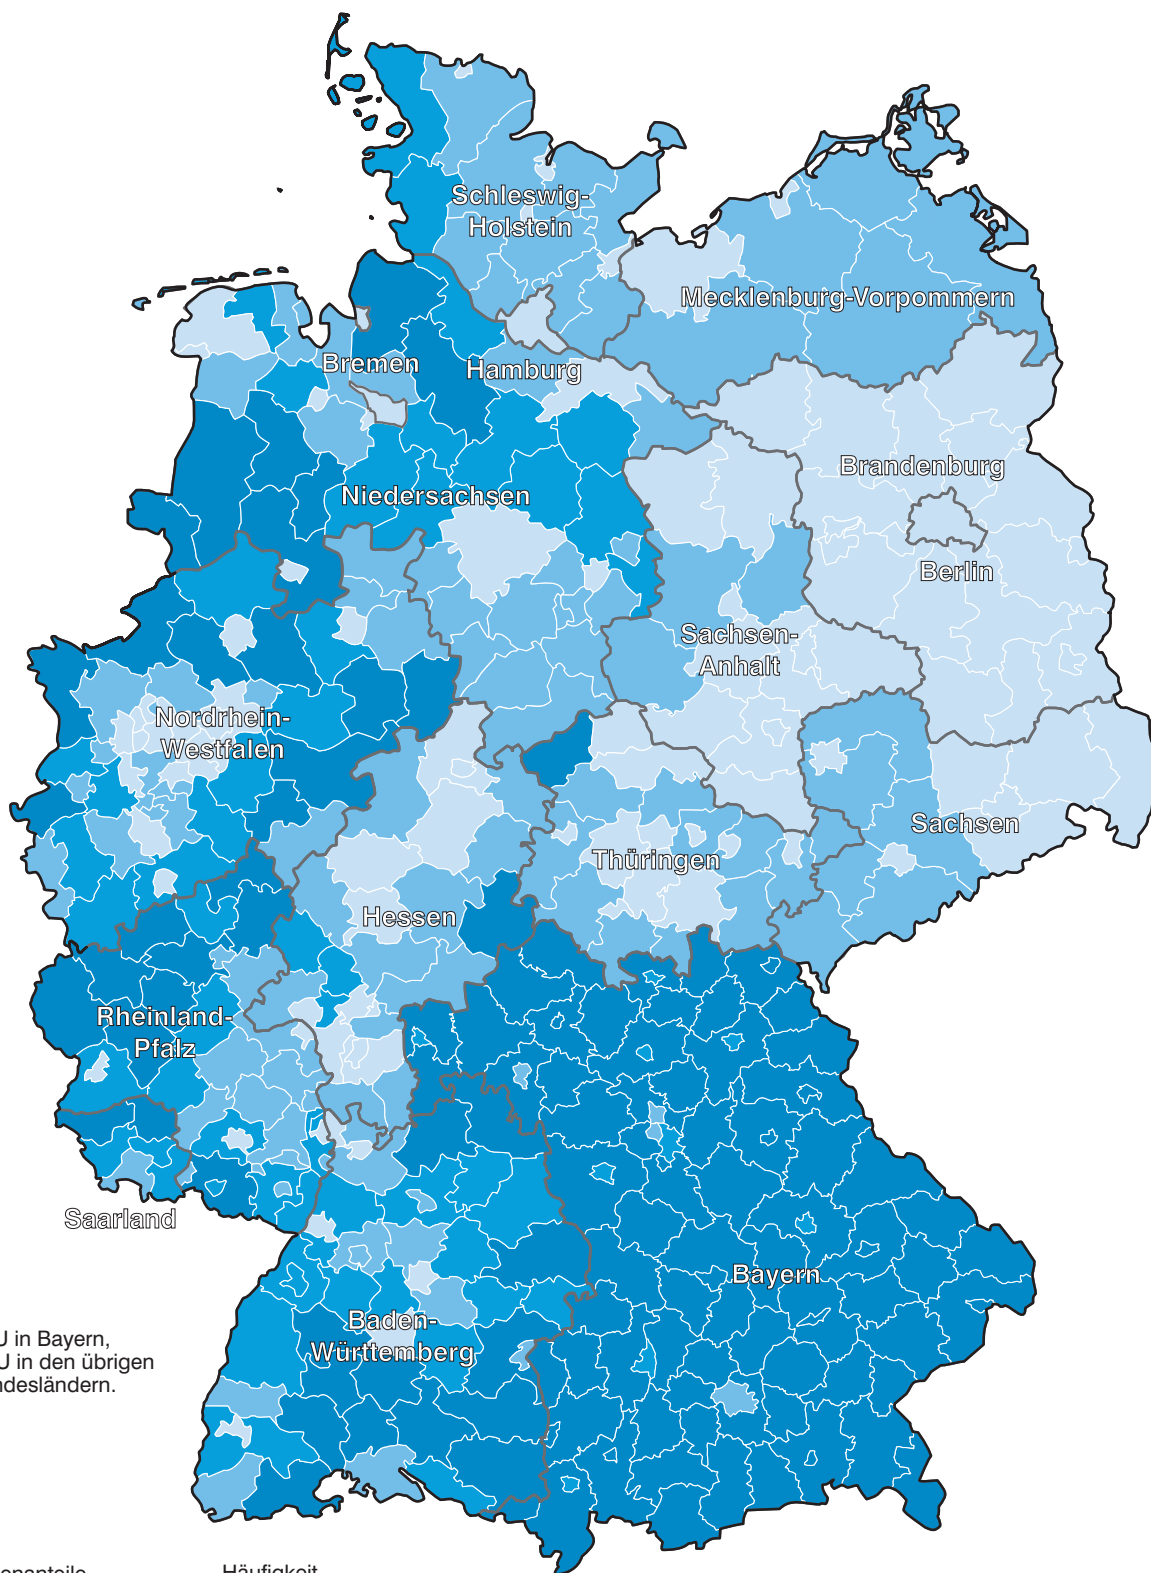 Schleswig-
Holstein
Mecklenburg-Vorpommern
Bremen
Hamburg
Brandenburg
Niedersachsen
Berlin
Sachsen-
Anhalt
Nordrhein-
Westfalen
Sachsen
Thüringen
Hessen
Rheinland-
Pfalz
Saarland
Bayern
Baden-
Württemberg
U in Bayern,
U in den übrigen
ndesländern.
Häufigkeit